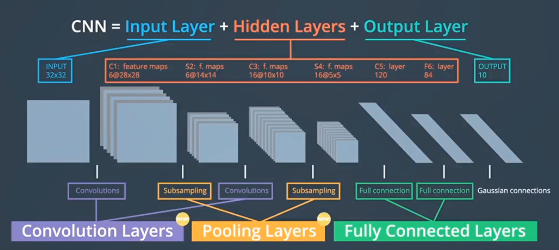 CNN = Input Layer + Hidden Layers + Output Layer
INPUT
32x32
C1: feature maps
6@28x28
S2: f. maps
6@14x14
C3: f. maps
16@10x10
S4: f. maps
16@5x5
C5: layer
120
F6: layer
84
OUTPUT
10
Convolutions
Subsampling
Convolutions
Subsampling
Full connection
Full connection
Gaussian connections
Convolution Layers
Pooling Layers
Fully Connected Layers